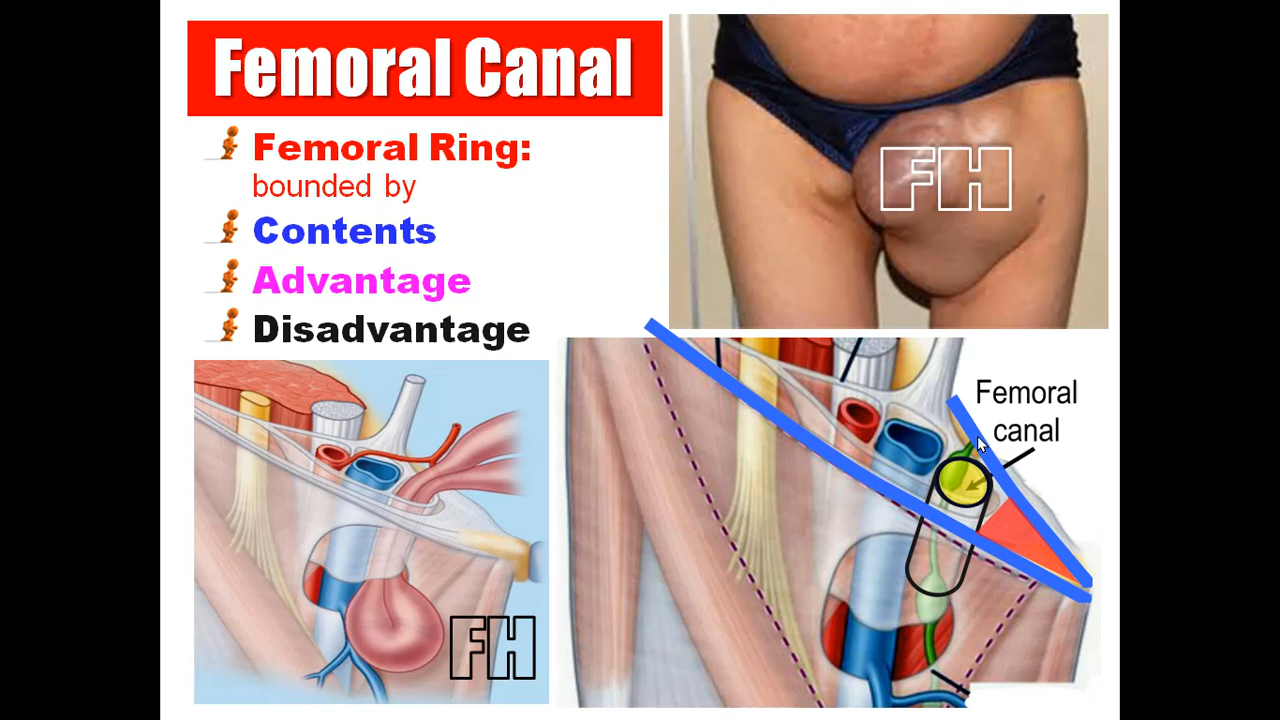 Femoral Canal
Femoral Ring:
bounded by
Contents
Advantage
Disadvantage
FH
Femoral
canal
FH